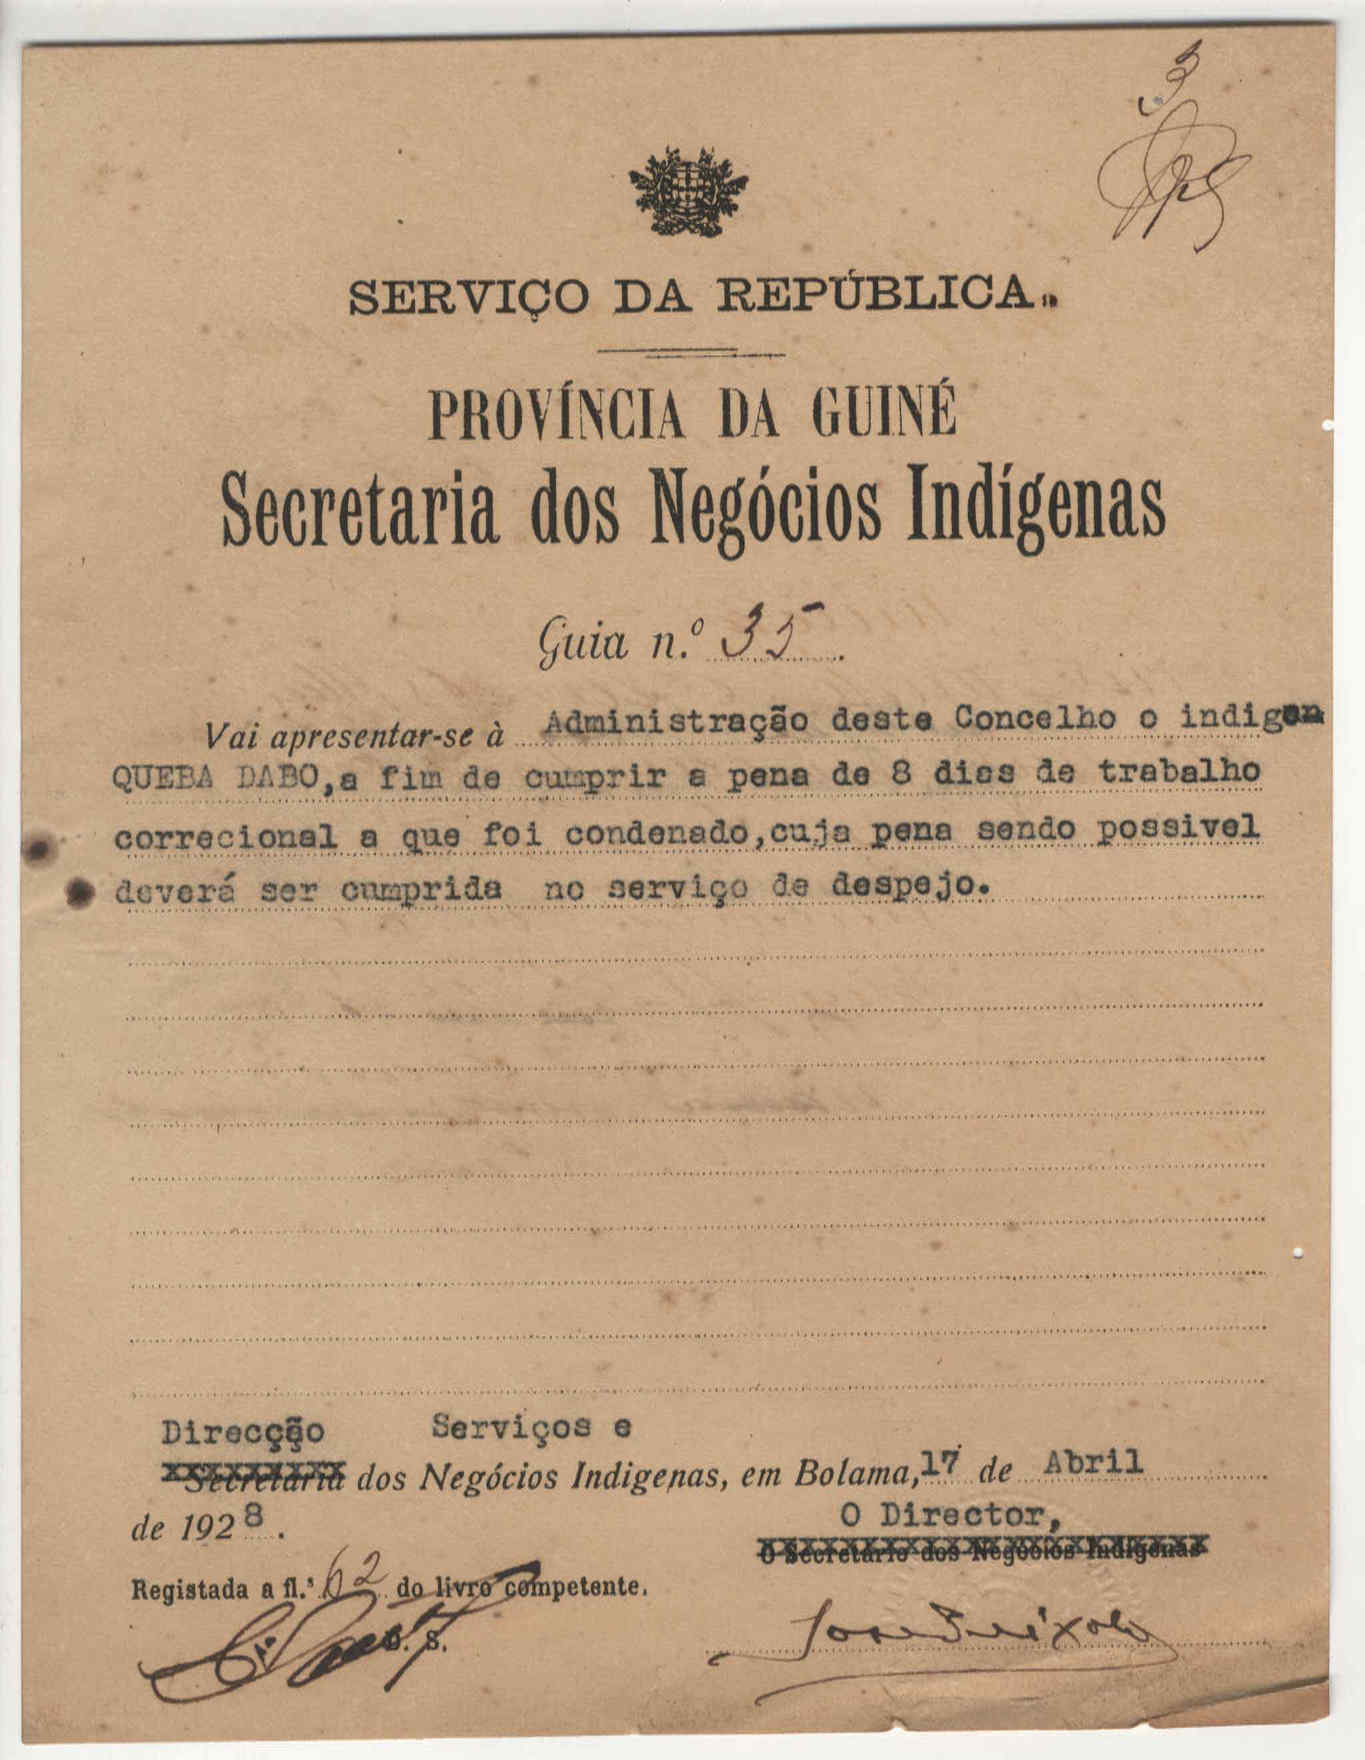 3
SERVIÇO DA REPÚBLICA.
PROVÍNCIA DA GUINÉ
Secretaria dos Negócios Indígenas
Guia n.º 35.
Vai apresentar-se à Administração deste Concelho o indigen
QUEBA DABO,a fim de cumprir a pena de 8 dias de trabalho
correcional a que foi condenado,cuja pena sendo possivel
deverá ser cumprida no serviço de despejo.
Direcção Serviços e
Secretaria dos Negócios Indigenas, em Bolama,17 de Abril
de 1928.
O Director,
O Secretario dos Negócios Indígenas
Registada a fl.ª 62 do livro competente.
S.